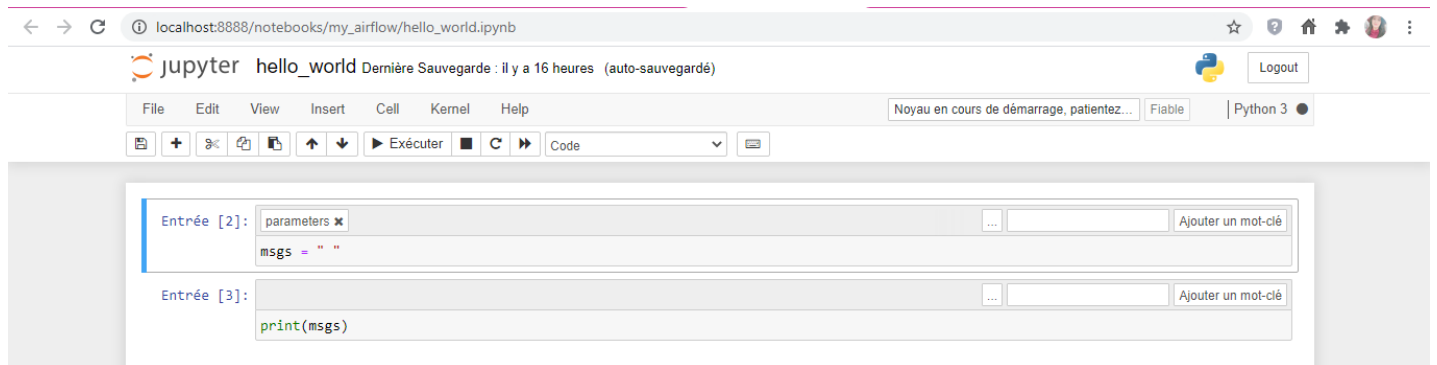 localhost:8888/notebooks/my_airflow/hello_world.ipynb
jupyter hello_world Dernière Sauvegarde : il y a 16 heures (auto-sauvegardé) Logout
File Edit View Insert Cell Kernel Help Noyau en cours de démarrage, patientez... Fiable Python 3
Exécuter Code
Entrée [2]: parameters ... Ajouter un mot-clé
msgs = " "
Entrée [3]: ... Ajouter un mot-clé
print(msgs)